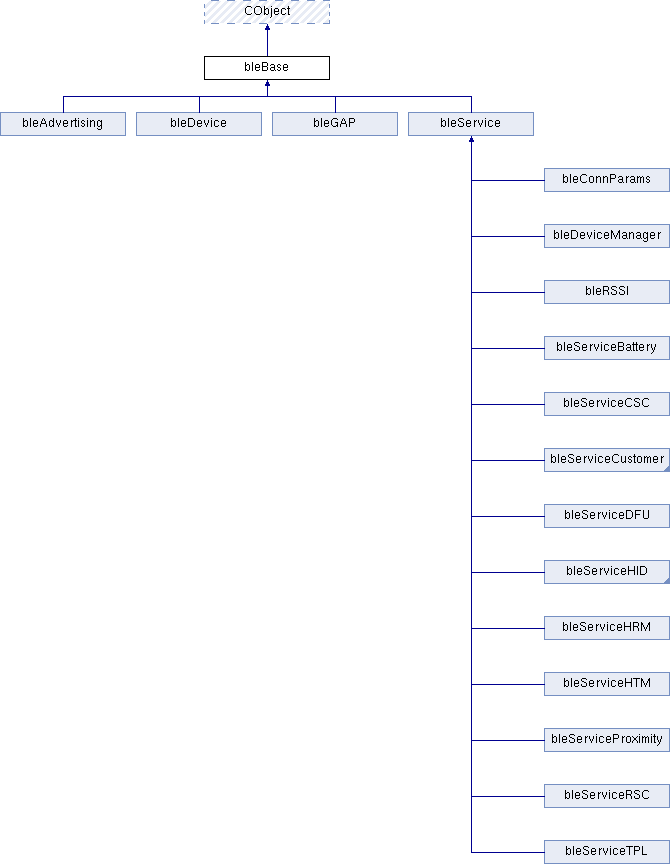 CObject
bleBase
bleAdvertising
bleDevice
bleGAP
bleService
bleConnParams
bleDeviceManager
bleRSSI
bleServiceBattery
bleServiceCSC
bleServiceCustomer
bleServiceDFU
bleServiceHID
bleServiceHRM
bleServiceHTM
bleServiceProximity
bleServiceRSC
bleServiceTPL